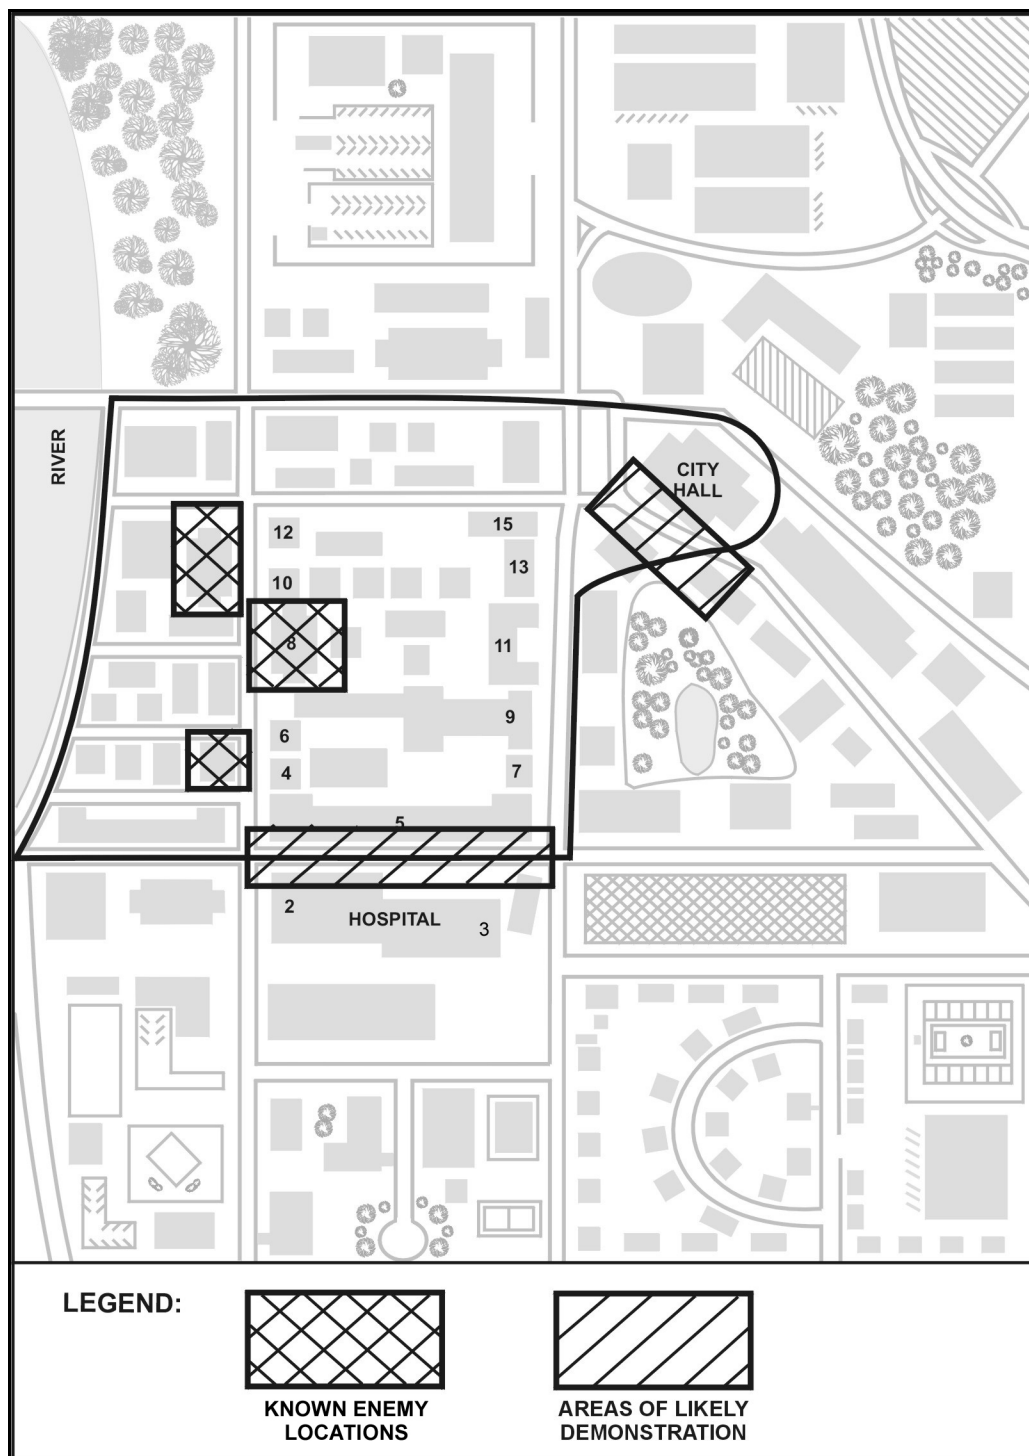 RIVER
CITY
HALL
12
15
13
10
8
11
9
6
4
7
5
2
HOSPITAL
3
LEGEND:
KNOWN ENEMY
LOCATIONS
AREAS OF LIKELY
DEMONSTRATION